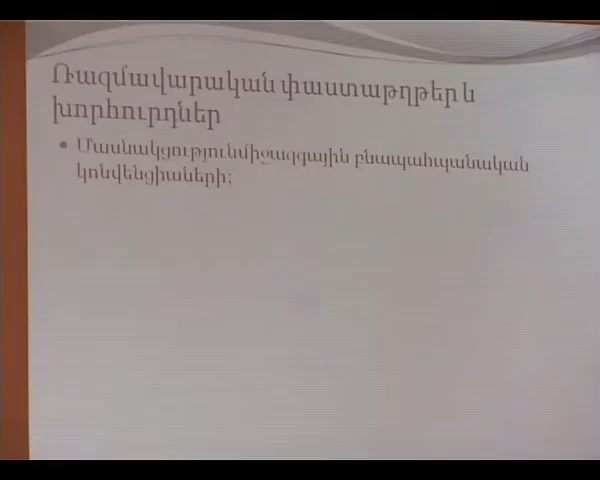 Ռազմավարական փաստաթղթեր և
խորհուրդներ
• Մասնակցությունմիջազգային բնապահպանական
կոնվենցիաների: